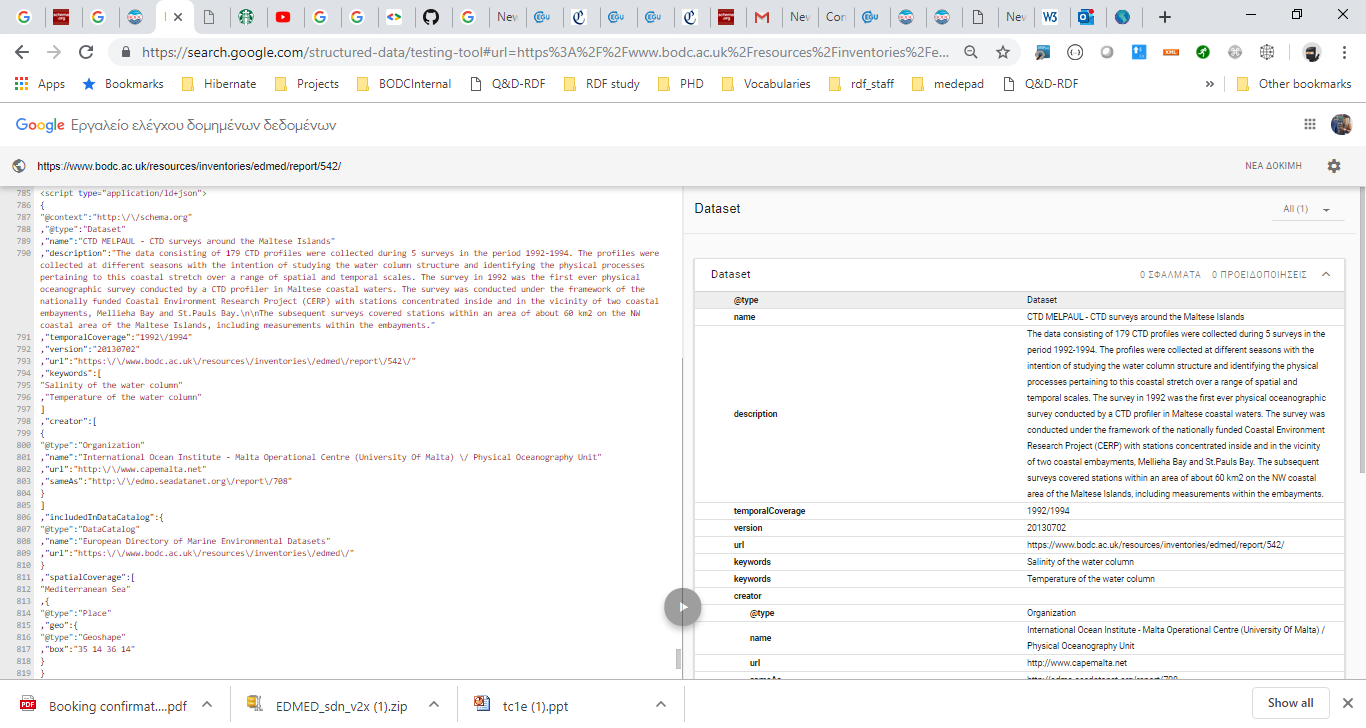 New
New
Con
New
W3
https://search.google.com/structured-data/testing-tool#url=https%3A%2F%2Fwww.bodc.ac.uk%2Fresources%2Finventories%2Fe...
Apps
Bookmarks
Hibernate
Projects
BODCInternal
Q&D-RDF
RDF study
PHD
Vocabularies
rdf_staff
medepad
Q&D-RDF
»
Other bookmarks
Google Εργαλείο ελέγχου δομημένων δεδομένων
https://www.bodc.ac.uk/resources/inventories/edmed/report/542/
ΝΕΑ ΔΟΚΙΜΗ
785 <script type="application/ld+json">
786 {
787 "@context":"http:\/\/schema.org"
788 ,"@type":"Dataset"
789 ,"name":"CTD MELPAUL - CTD surveys around the Maltese Islands"
790 ,"description":"The data consisting of 179 CTD profiles were collected during 5 surveys in the period 1992-1994. The profiles were
collected at different seasons with the intention of studying the water column structure and identifying the physical processes
pertaining to this coastal stretch over a range of spatial and temporal scales. The survey in 1992 was the first ever physical
oceanographic survey conducted by a CTD profiler in Maltese coastal waters. The survey was conducted under the framework of the
nationally funded Coastal Environment Research Project (CERP) with stations concentrated inside and in the vicinity of two coastal
embayments, Mellieha Bay and St.Pauls Bay.\n\nThe subsequent surveys covered stations within an area of about 60 km2 on the NW
coastal area of the Maltese Islands, including measurements within the embayments."
791 ,"temporalCoverage":"1992\/1994"
792 ,"version":"20130702"
793 ,"url":"https:\/\/www.bodc.ac.uk\/resources\/inventories\/edmed\/report\/542\/"
794 ,"keywords":[
795 "Salinity of the water column"
796 ,"Temperature of the water column"
797 ]
798 ,"creator":[
799 {
800 "@type":"Organization"
801 ,"name":"International Ocean Institute - Malta Operational Centre (University Of Malta) \/ Physical Oceanography Unit"
802 ,"url":"http:\/\/www.capemalta.net"
803 ,"sameAs":"http:\/\/edmo.seadatanet.org\/report\/708"
804 }
805 ]
806 ,"includedInDataCatalog":{
807 "@type":"DataCatalog"
808 ,"name":"European Directory of Marine Environmental Datasets"
809 ,"url":"https:\/\/www.bodc.ac.uk\/resources\/inventories\/edmed\/"
810 }
811 ,"spatialCoverage":[
812 "Mediterranean Sea"
813 ,{
814 "@type":"Place"
815 ,"geo":{
816 "@type":"Geoshape"
817 ,"box":"35 14 36 14"
818 }
819 }
Dataset
All (1)
Dataset
0 ΣΦΑΛΜΑΤΑ 0 ΠΡΟΕΙΔΟΠΟΙΗΣΕΙΣ
@type Dataset
name CTD MELPAUL - CTD surveys around the Maltese Islands
description
The data consisting of 179 CTD profiles were collected during 5 surveys in the
period 1992-1994. The profiles were collected at different seasons with the
intention of studying the water column structure and identifying the physical
processes pertaining to this coastal stretch over a range of spatial and
temporal scales. The survey in 1992 was the first ever physical oceanographic
survey conducted by a CTD profiler in Maltese coastal waters. The survey was
conducted under the framework of the nationally funded Coastal Environment
Research Project (CERP) with stations concentrated inside and in the vicinity
of two coastal embayments, Mellieha Bay and St.Pauls Bay. The subsequent
surveys covered stations within an area of about 60 km2 on the NW coastal
area of the Maltese Islands, including measurements within the embayments.
temporalCoverage 1992/1994
version 20130702
url https://www.bodc.ac.uk/resources/inventories/edmed/report/542/
keywords Salinity of the water column
keywords Temperature of the water column
creator
@type Organization
name International Ocean Institute - Malta Operational Centre (University Of Malta) /
Physical Oceanography Unit
url http://www.capemalta.net
sameAs http://edmo.seadatanet.org/report/708
PDF
Booking confirmat....pdf
EDMED_sdn_v2x (1).zip
tc1e (1).ppt
Show all